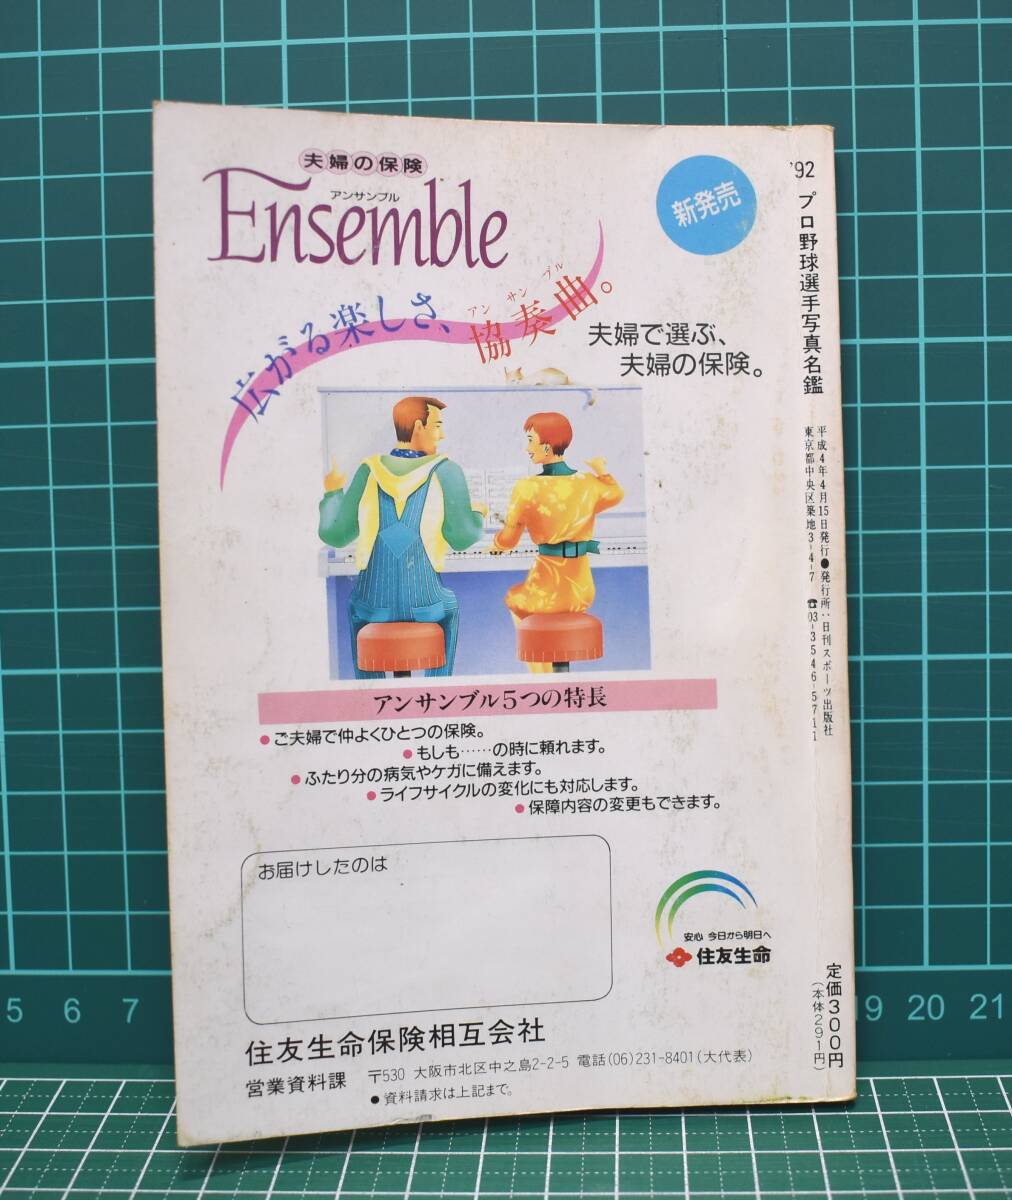 夫婦の保険
アンサンブル
Ensemble
新発売
広がる楽しさ、
アンサンブル
協奏曲。
夫婦で選ぶ、
夫婦の保険。
アンサンブル5つの特長
●ご夫婦で仲よくひとつの保険。
●もしも……の時に頼れます。
●ふたり分の病気やケガに備えます。
●ライフサイクルの変化にも対応します。
●保障内容の変更もできます。
お届けしたのは
安心 今日から明日へ
住友生命
住友生命保険相互会社
営業資料課 〒530 大阪市北区中之島2-2-5 電話(06)231-8401(大代表)
●資料請求は上記まで。
'92 プロ野球選手写真名鑑
平成4年4月15日発行●発行所:日刊スポーツ出版社
東京都中央区築地3-4-7 ☎03-3546-5711
定価300円
(本体291円)
5 6 7
19 20 21